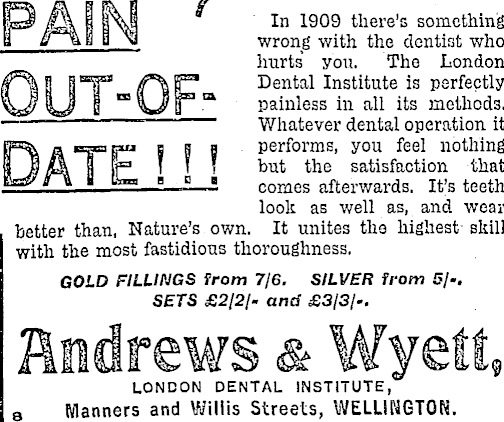 PAIN
OUT-OF-
DATE!!!
In 1909 there's something
wrong with the dentist who
hurts you. The London
Dental Institute is perfectly
painless in all its methods.
Whatever dental operation it
performs, you feel nothing
but the satisfaction that
comes afterwards. It's teeth
look as well as, and wear
better than, Nature's own. It unites the highest skill
with the most fastidious thoroughness.
GOLD FILLINGS from 7/6. SILVER from 5/-.
SETS £2/2/- and £3/3/-.
Andrews & Wyett,
LONDON DENTAL INSTITUTE,
8 Manners and Willis Streets, WELLINGTON.